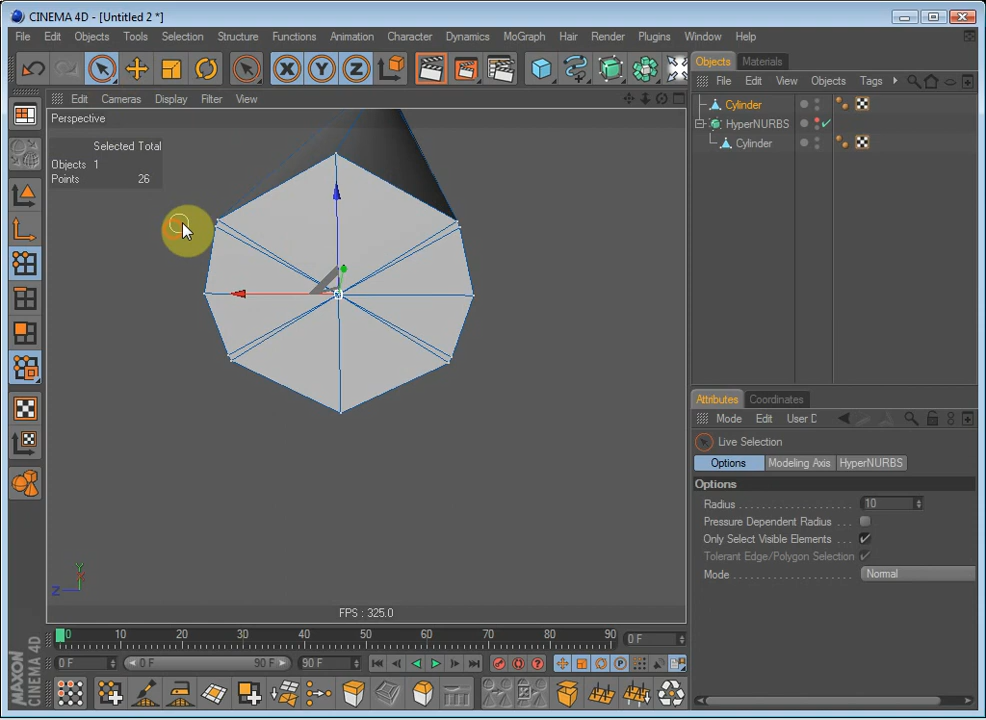 CINEMA 4D - [Untitled 2 *]
File Edit Objects Tools Selection Structure Functions Animation Character Dynamics MoGraph Hair Render Plugins Window Help
X Y Z
Objects Materials
File Edit View Objects Tags
Edit Cameras Display Filter View
Perspective
Selected Total
Objects 1
Points 26
Cylinder
HyperNURBS
Cylinder
Attributes Coordinates
Mode Edit User D
Live Selection
Options Modeling Axis HyperNURBS
Options
Radius 10
Pressure Dependent Radius
Only Select Visible Elements
Tolerant Edge/Polygon Selection
Mode Normal
Y
X
Z
FPS : 325.0
0 10 20 30 40 50 60 70 80 90 0 F
0 F 0 F 90 F 90 F
MAXON
CINEMA 4D